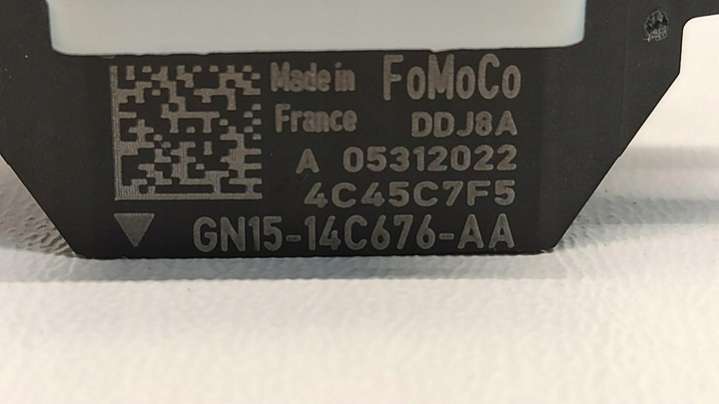 Made in FoMoCo
France DDJ8A
A 05312022
4C45C7F5
GN15-14C676-AA